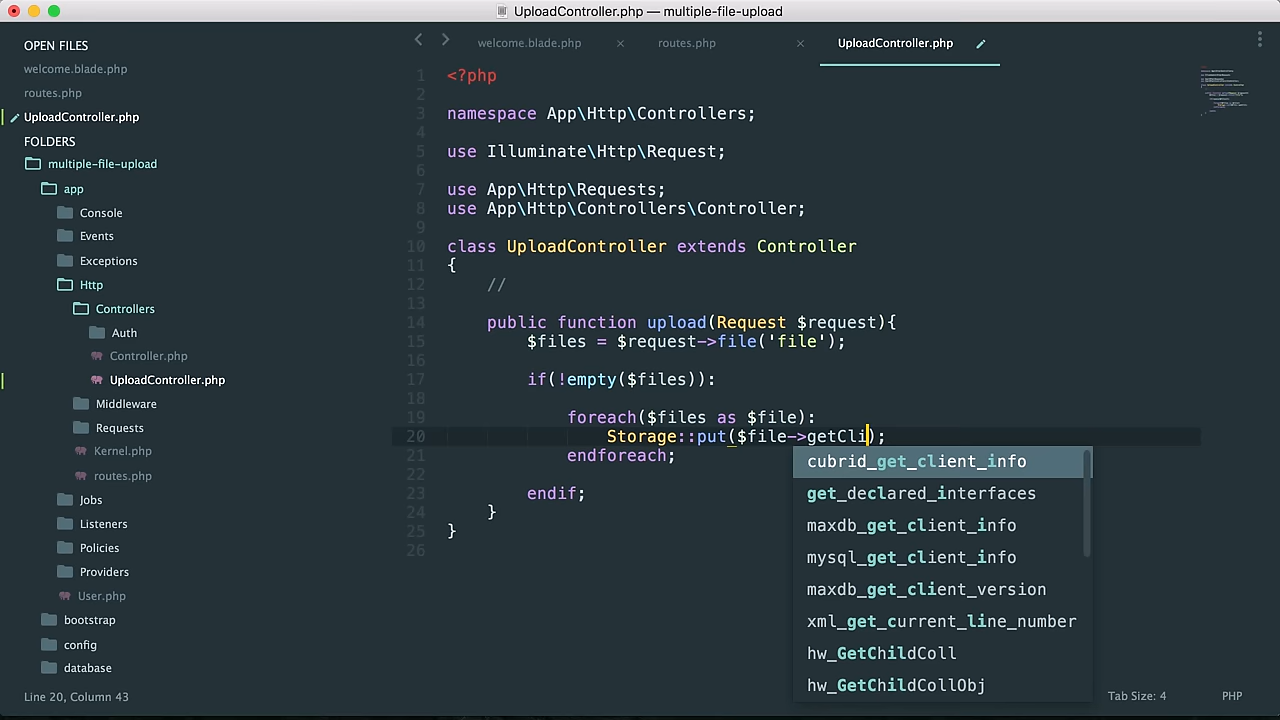 UploadController.php — multiple-file-upload
OPEN FILES
welcome.blade.php
routes.php
UploadController.php
FOLDERS
multiple-file-upload
app
Console
Events
Exceptions
Http
Controllers
Auth
Controller.php
UploadController.php
Middleware
Requests
Kernel.php
routes.php
Jobs
Listeners
Policies
Providers
User.php
bootstrap
config
database
welcome.blade.php × routes.php × UploadController.php
1 <?php
2
3 namespace App\Http\Controllers;
4
5 use Illuminate\Http\Request;
6
7 use App\Http\Requests;
8 use App\Http\Controllers\Controller;
9
10 class UploadController extends Controller
11 {
12 //
13
14 public function upload(Request $request){
15 $files = $request->file('file');
16
17 if(!empty($files)):
18
19 foreach($files as $file):
20 Storage::put($file->getCli);
21 endforeach;
22
23 endif;
24 }
25 }
26
cubrid_get_client_info
get_declared_interfaces
maxdb_get_client_info
mysql_get_client_info
maxdb_get_client_version
xml_get_current_line_number
hw_GetChildColl
hw_GetChildCollObj
Line 20, Column 43
Tab Size: 4 PHP